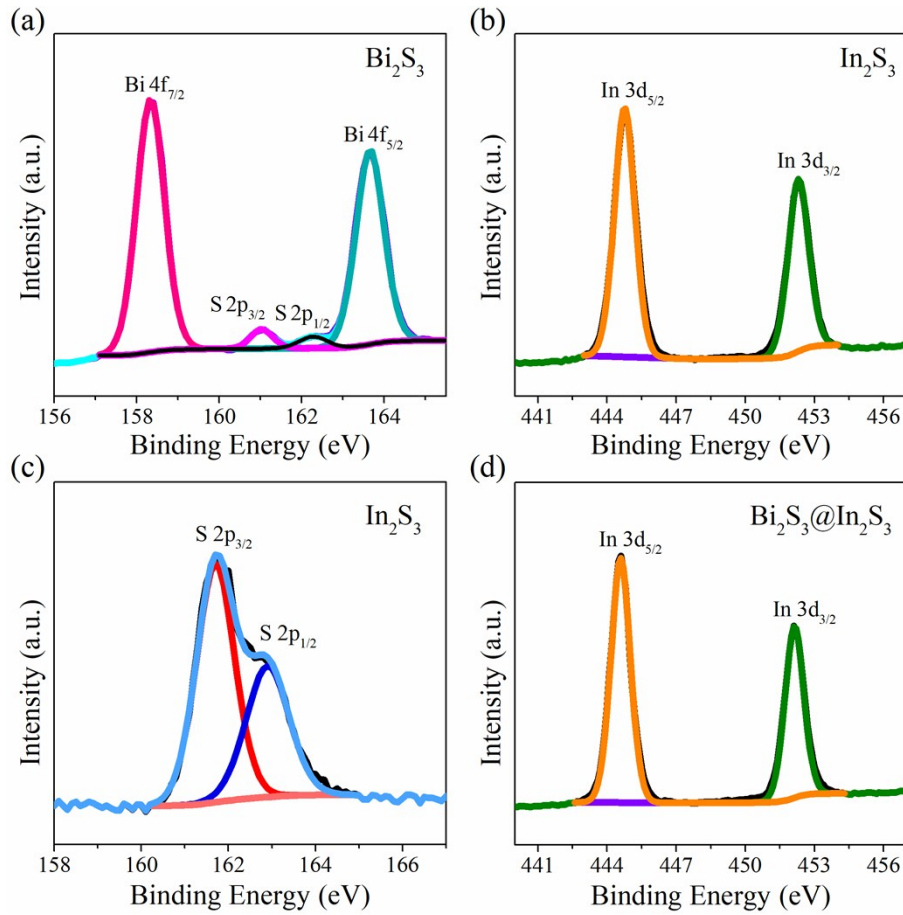 (a)
Bi₂S₃
Bi 4f₇/₂
Bi 4f₅/₂
S 2p₃/₂
S 2p₁/₂
Intensity (a.u.)
156 158 160 162 164
Binding Energy (eV)
(b)
In₂S₃
In 3d₅/₂
In 3d₃/₂
Intensity (a.u.)
441 444 447 450 453 456
Binding Energy (eV)
(c)
In₂S₃
S 2p₃/₂
S 2p₁/₂
Intensity (a.u.)
158 160 162 164 166
Binding Energy (eV)
(d)
Bi₂S₃@In₂S₃
In 3d₅/₂
In 3d₃/₂
Intensity (a.u.)
441 444 447 450 453 456
Binding Energy (eV)